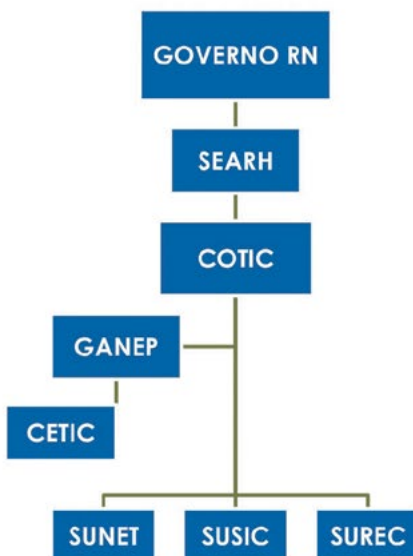 GOVERNO RN
SEARH
COTIC
GANEP
CETIC
SUNET
SUSIC
SUREC